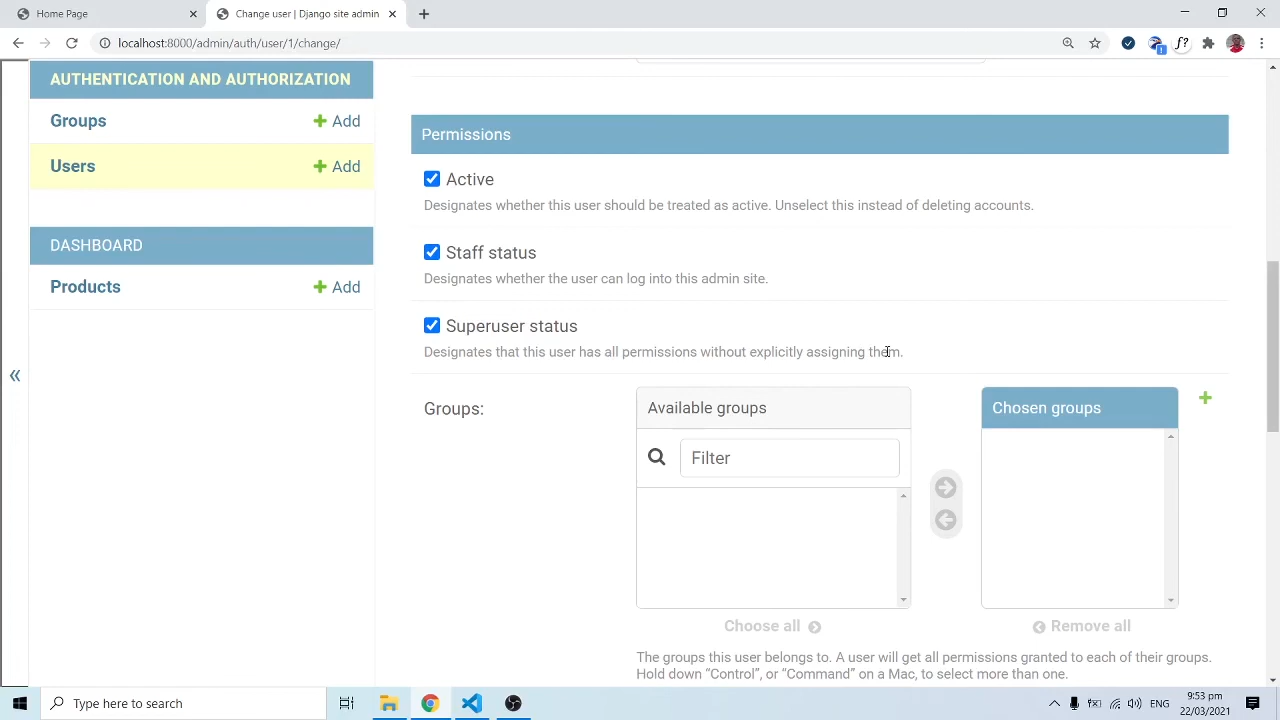 Home Page
Change user | Django site admin
localhost:8000/admin/auth/user/1/change/
AUTHENTICATION AND AUTHORIZATION
Groups
Add
Users
Add
DASHBOARD
Products
Add
Permissions
Active
Designates whether this user should be treated as active. Unselect this instead of deleting accounts.
Staff status
Designates whether the user can log into this admin site.
Superuser status
Designates that this user has all permissions without explicitly assigning them.
Groups:
Available groups
Filter
Choose all
Chosen groups
Remove all
The groups this user belongs to. A user will get all permissions granted to each of their groups.
Hold down “Control”, or “Command” on a Mac, to select more than one.
Type here to search
ENG
9:53 pm
22/03/2021